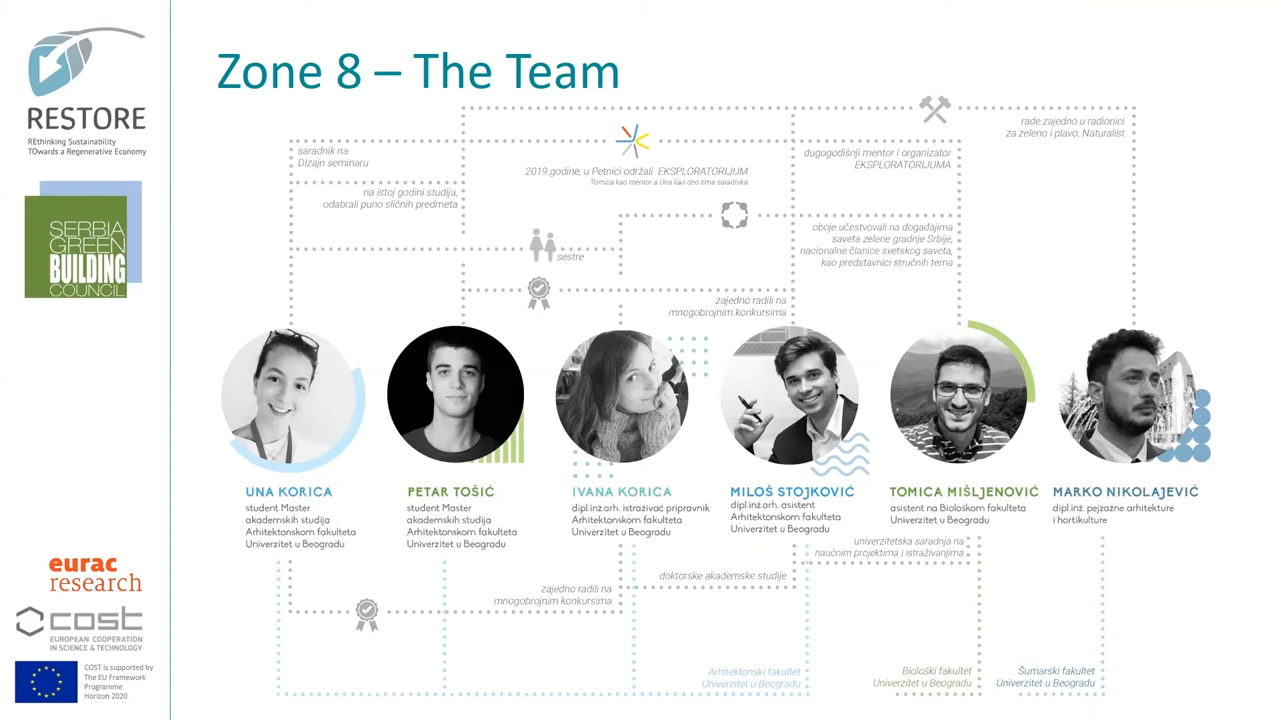 RESTORE
REthinking Sustainability
TOwards a Regenerative Economy
SERBIA
GREEN
BUILDING
COUNCIL
eurac
research
cost
EUROPEAN COOPERATION
IN SCIENCE & TECHNOLOGY
COST is supported by
The EU Framework
Programme
Horizon 2020
Zone 8 – The Team
rade zajedno u radionici
za zeleno i plavo, Naturalist
saradnik na
DIzajn seminaru
2019.godine, u Petnici održali EKSPLORATORIJUM
Tomica kao mentor a Una kao deo tima saradnika
dugogodišnji mentor i organizator
EKSPLORATORIJUMA
na istoj godini studija,
odabrali puno sličnih predmeta
oboje učestvovali na događajima
saveta zelene gradnje Srbije,
nacionalne članice svetskog saveta,
kao predstavnici stručnih tema
sestre
zajedno radili na
mnogobrojnim konkursima
UNA KORICA
student Master
akademskih studija
Arhitektonskog fakulteta
Univerzitet u Beogradu
PETAR TOŠIĆ
student Master
akademskih studija
Arhitektonskog fakulteta
Univerzitet u Beogradu
IVANA KORICA
dipl.inž.arh. istraživač pripravnik
Arhitektonskom fakultetu
Univerzitet u Beogradu
MILOŠ STOJKOVIĆ
dipl.inž.arh. asistent
Arhitektonskom fakultetu
Univerzitet u Beogradu
TOMICA MIŠLJENOVIĆ
asistent na Biološkom fakultetu
Univerzitet u Beogradu
MARKO NIKOLAJEVIĆ
dipl.inž. pejzažne arhitekture
i hortikulture
univerzitetska saradnja na
naučnim projektima i istraživanjima
doktorske akademske studije
zajedno radili na
mnogobrojnim konkursima
Arhitektonski fakultet
Univerzitet u Beogradu
Biološki fakultet
Univerzitet u Beogradu
Šumarski fakultet
Univerzitet u Beogradu